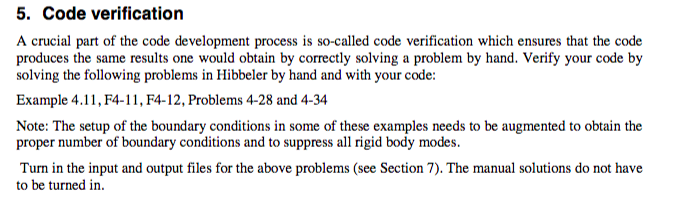 5. Code verification
A crucial part of the code development process is so-called code verification which ensures that the code
produces the same results one would obtain by correctly solving a problem by hand. Verify your code by
solving the following problems in Hibbeler by hand and with your code:
Example 4.11, F4-11, F4-12, Problems 4-28 and 4-34
Note: The setup of the boundary conditions in some of these examples needs to be augmented to obtain the
proper number of boundary conditions and to suppress all rigid body modes.
Turn in the input and output files for the above problems (see Section 7). The manual solutions do not have
to be turned in.